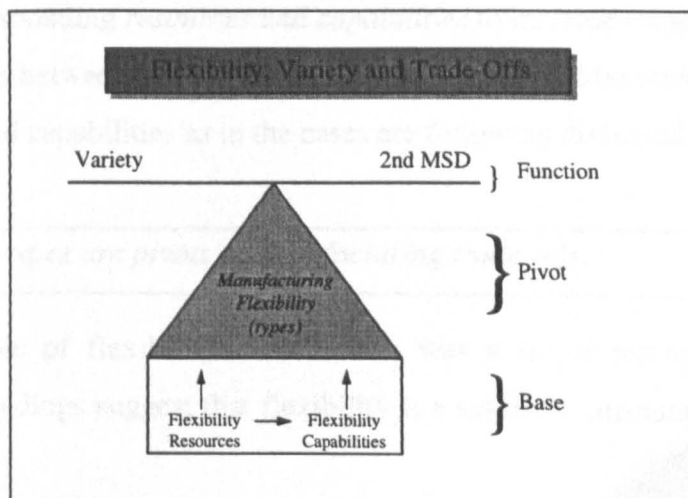 Flexibility, Variety and Trade-Offs
Variety
2nd MSD
Function
Manufacturing
Flexibility
(types)
Pivot
Flexibility
Resources
Flexibility
Capabilities
Base